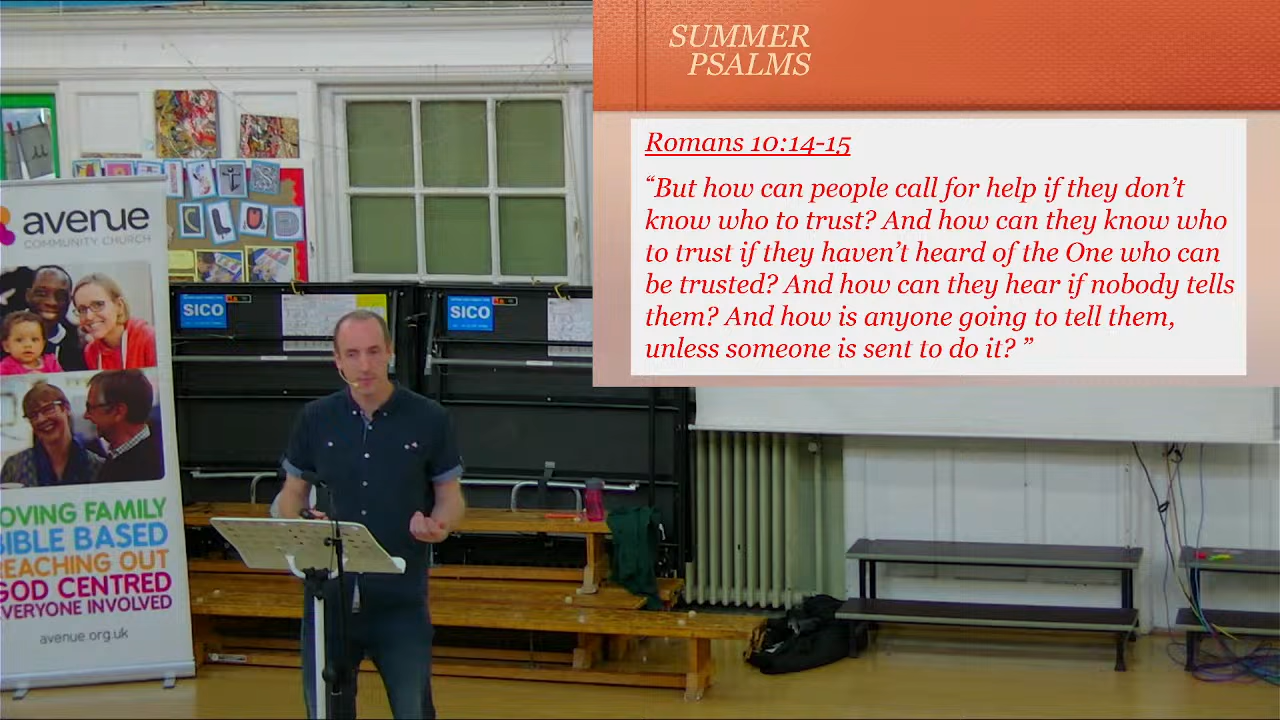 SUMMER
PSALMS
Romans 10:14-15
“But how can people call for help if they don’t
know who to trust? And how can they know who
to trust if they haven’t heard of the One who can
be trusted? And how can they hear if nobody tells
them? And how is anyone going to tell them,
unless someone is sent to do it? ”
avenue
COMMUNITY CHURCH
OVING FAMILY
BIBLE BASED
REACHING OUT
GOD CENTRED
EVERYONE INVOLVED
avenue.org.uk
CLUB
SICO
SICO